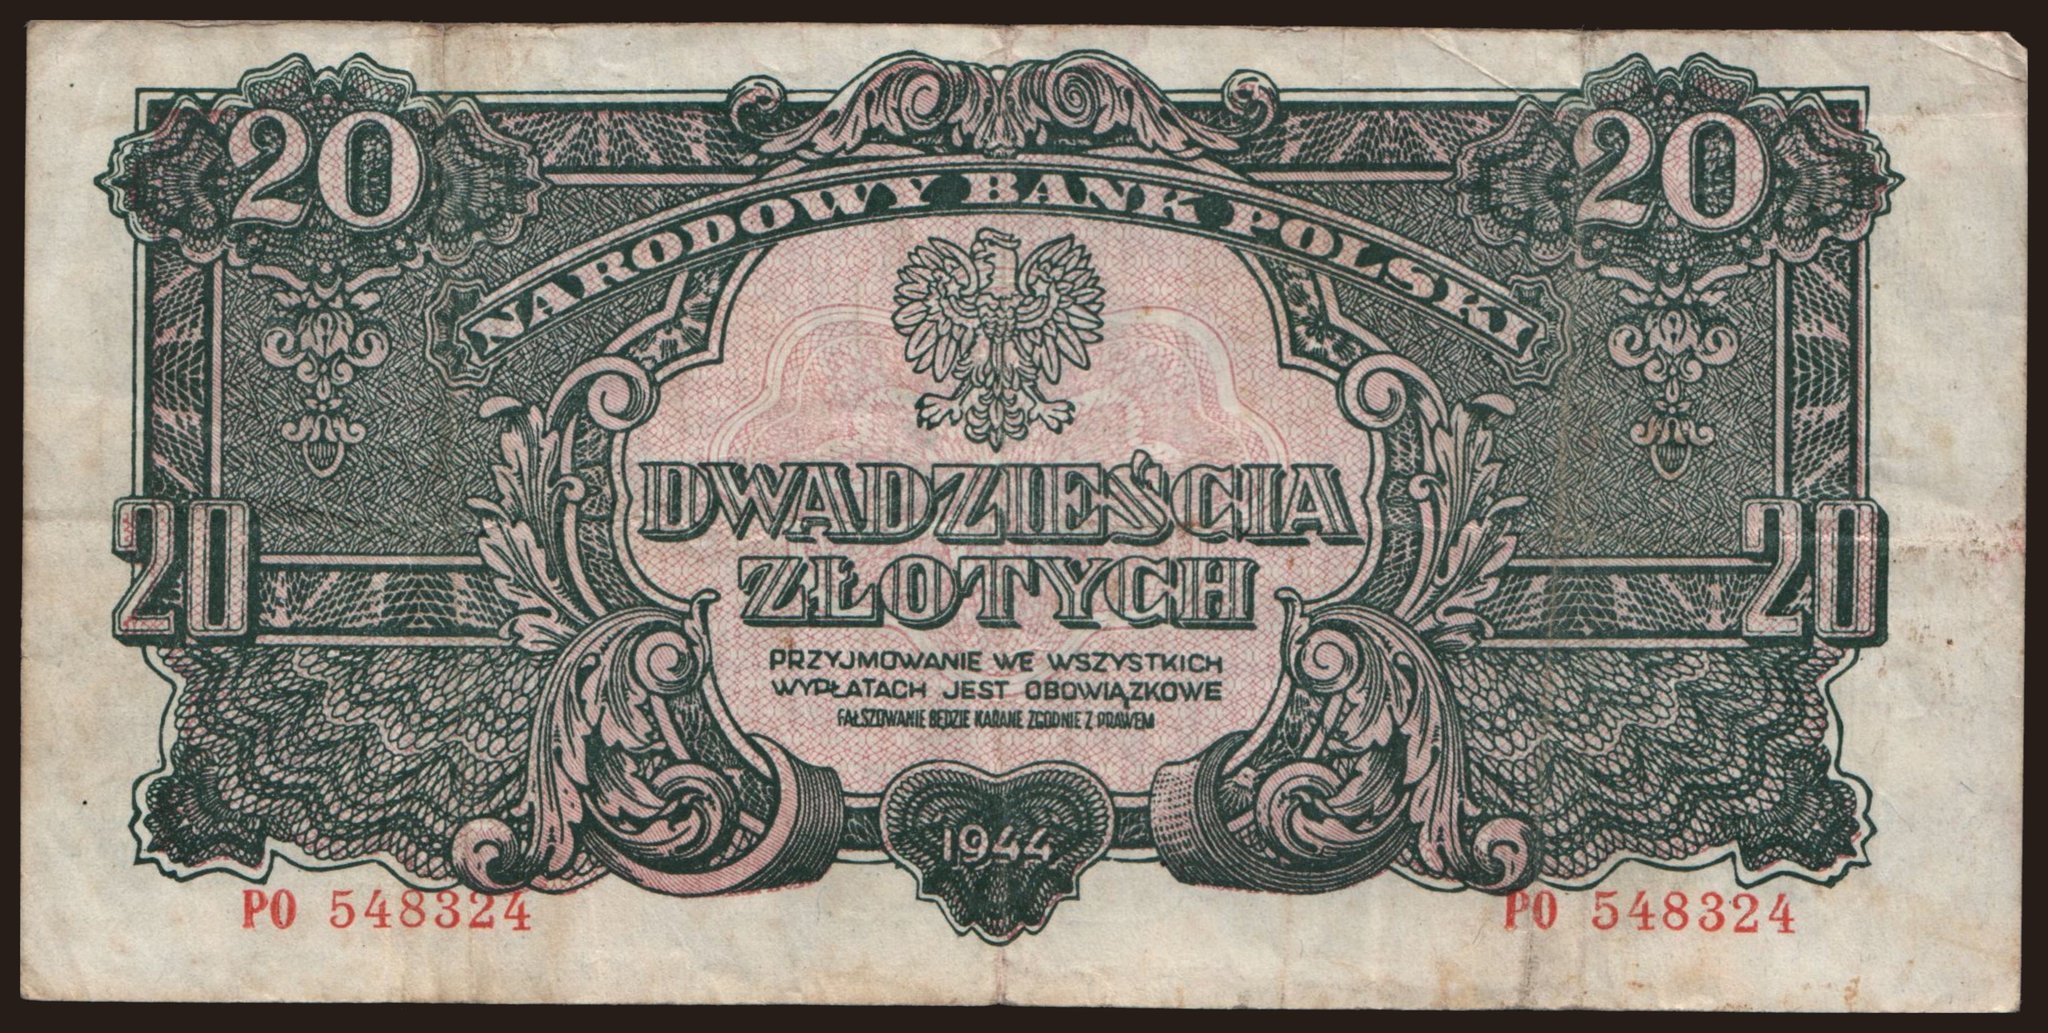 20 20
NARODOWY BANK POLSKI
DWADZIEŚCIA
ZŁOTYCH
20 20
PRZYJMOWANIE WE WSZYSTKICH
WYPŁATACH JEST OBOWIĄZKOWE
FAŁSZOWANIE BĘDZIE KARANE ZGODNIE Z PRAWEM
1944
PO 548324 PO 548324